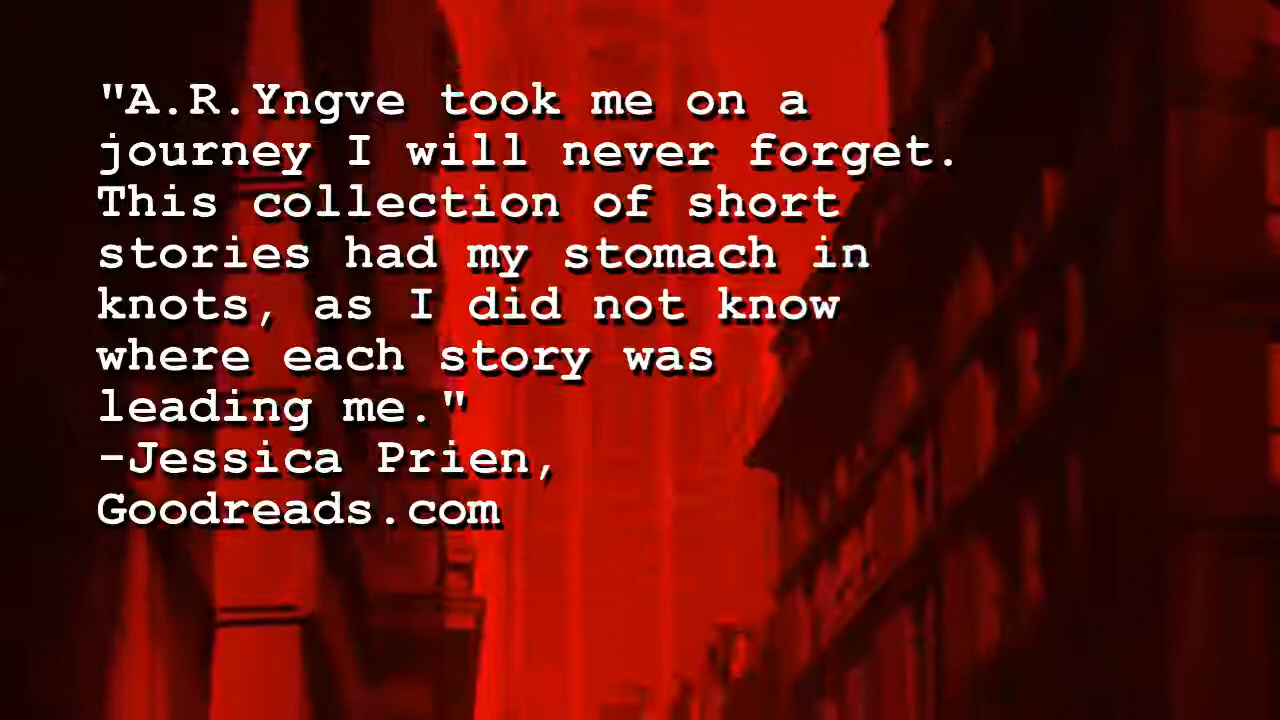 "A.R.Yngve took me on a
journey I will never forget.
This collection of short
stories had my stomach in
knots, as I did not know
where each story was
leading me."
-Jessica Prien,
Goodreads.com